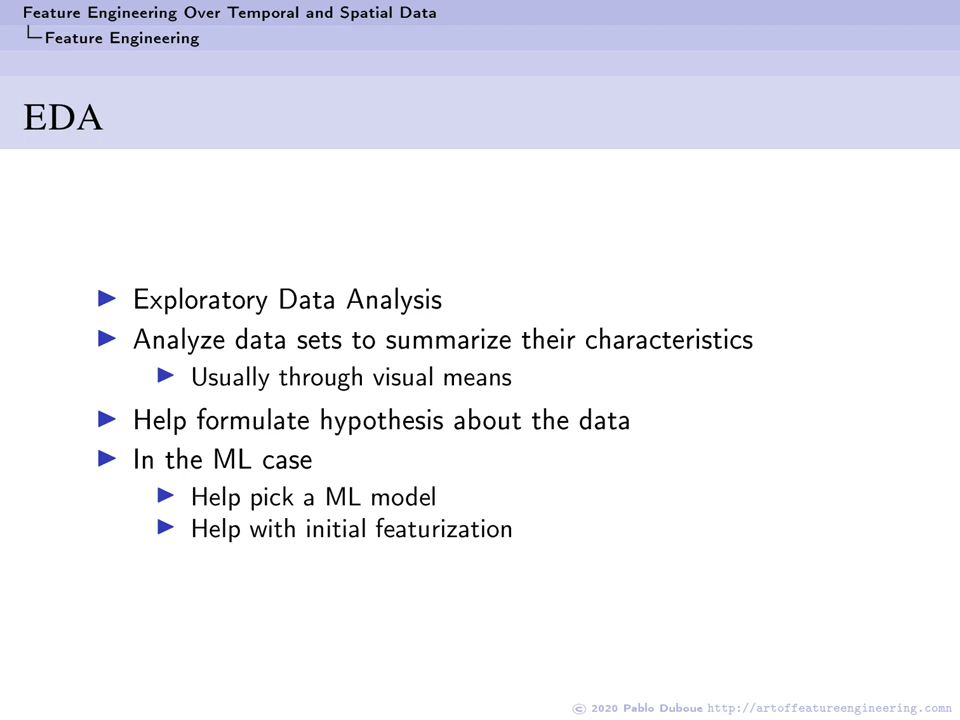 Feature Engineering Over Temporal and Spatial Data
Feature Engineering
EDA
Exploratory Data Analysis
Analyze data sets to summarize their characteristics
Usually through visual means
Help formulate hypothesis about the data
In the ML case
Help pick a ML model
Help with initial featurization
© 2020 Pablo Duboue http://artoffeatureengineering.comn